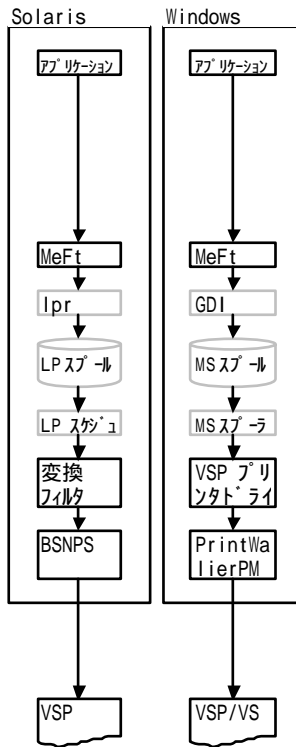 Solaris
アプリケーション
MeFt
lpr
LPスプール
LP スケジュ
変換
フィルタ
BSNPS
VSP
Windows
アプリケーション
MeFt
GDI
MSスプール
MSスプーラ
VSP プリ
ンタドライ
PrintWa
lierPM
VSP/VS